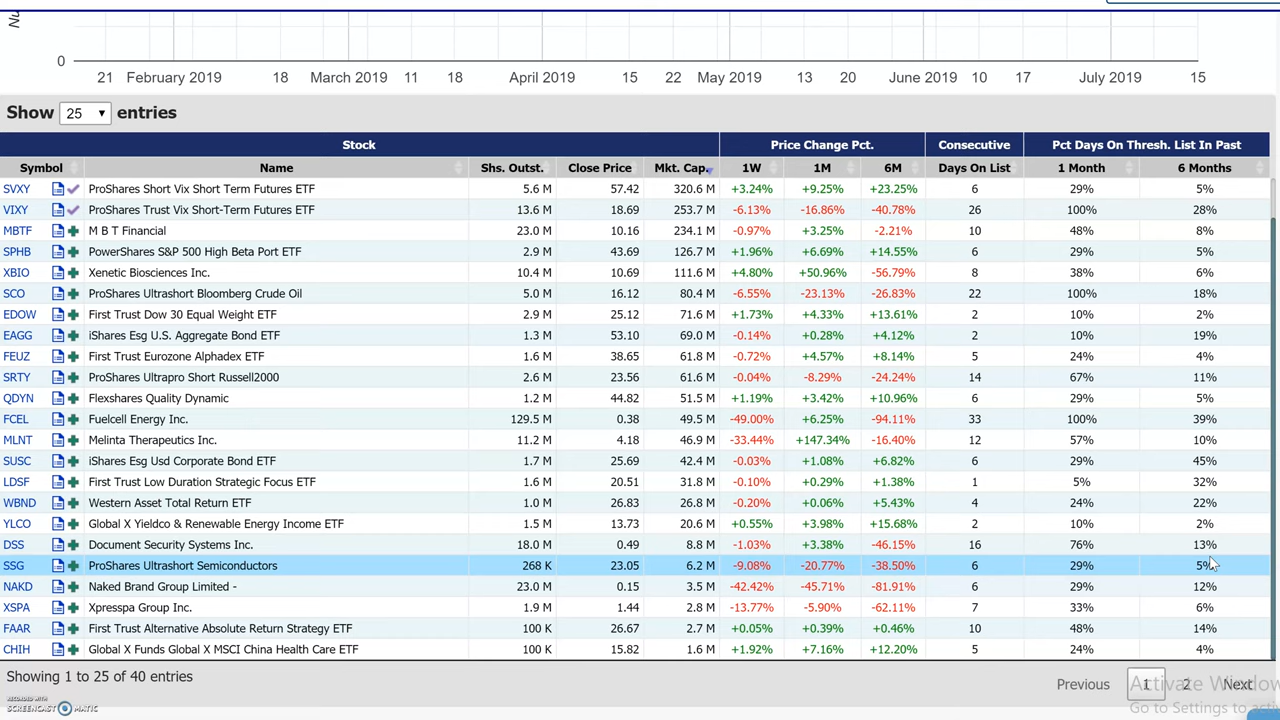 Nu
0
21 February 2019 18 March 2019 11 18 April 2019 15 22 May 2019 13 20 June 2019 10 17 July 2019 15
Show 25 entries
Stock Price Change Pct. Consecutive Pct Days On Thresh. List In Past
Symbol Name Shs. Outst. Close Price Mkt. Cap. 1W 1M 6M Days On List 1 Month 6 Months
SVXY ProShares Short Vix Short Term Futures ETF 5.6 M 57.42 320.6 M +3.24% +9.25% +23.25% 6 29% 5%
VIXY ProShares Trust Vix Short-Term Futures ETF 13.6 M 18.69 253.7 M -6.13% -16.86% -40.78% 26 100% 28%
MBTF M B T Financial 23.0 M 10.16 234.1 M -0.97% +3.25% -2.21% 10 48% 8%
SPHB PowerShares S&P 500 High Beta Port ETF 2.9 M 43.69 126.7 M +1.96% +6.69% +14.55% 6 29% 5%
XBIO Xenetic Biosciences Inc. 10.4 M 10.69 111.6 M +4.80% +50.96% -56.79% 8 38% 6%
SCO ProShares Ultrashort Bloomberg Crude Oil 5.0 M 16.12 80.4 M -6.55% -23.13% -26.83% 22 100% 18%
EDOW First Trust Dow 30 Equal Weight ETF 2.9 M 25.12 71.6 M +1.73% +4.33% +13.61% 2 10% 2%
EAGG iShares Esg U.S. Aggregate Bond ETF 1.3 M 53.10 69.0 M -0.14% +0.28% +4.12% 2 10% 19%
FEUZ First Trust Eurozone Alphadex ETF 1.6 M 38.65 61.8 M -0.72% +4.57% +8.14% 5 24% 4%
SRTY ProShares Ultrapro Short Russell2000 2.6 M 23.56 61.6 M -0.04% -8.29% -24.24% 14 67% 11%
QDYN Flexshares Quality Dynamic 1.2 M 44.82 51.5 M +1.19% +3.42% +10.96% 6 29% 5%
FCEL Fuelcell Energy Inc. 129.5 M 0.38 49.5 M -49.00% +6.25% -94.11% 33 100% 39%
MLNT Melinta Therapeutics Inc. 11.2 M 4.18 46.9 M -33.44% +147.34% -16.40% 12 57% 10%
SUSC iShares Esg Usd Corporate Bond ETF 1.7 M 25.69 42.4 M -0.03% +1.08% +6.82% 6 29% 45%
LDSF First Trust Low Duration Strategic Focus ETF 1.6 M 20.51 31.8 M -0.10% +0.29% +1.38% 1 5% 32%
WBND Western Asset Total Return ETF 1.0 M 26.83 26.8 M -0.20% +0.06% +5.43% 4 24% 22%
YLCO Global X Yieldco & Renewable Energy Income ETF 1.5 M 13.73 20.6 M +0.55% +3.98% +15.68% 2 10% 2%
DSS Document Security Systems Inc. 18.0 M 0.49 8.8 M -1.03% +3.38% -46.15% 16 76% 13%
SSG ProShares Ultrashort Semiconductors 268 K 23.05 6.2 M -9.08% -20.77% -38.50% 6 29% 5%
NAKD Naked Brand Group Limited - 23.0 M 0.15 3.5 M -42.42% -45.71% -81.91% 6 29% 12%
XSPA Xpresspa Group Inc. 1.9 M 1.44 2.8 M -13.77% -5.90% -62.11% 7 33% 6%
FAAR First Trust Alternative Absolute Return Strategy ETF 100 K 26.67 2.7 M +0.05% +0.39% +0.46% 10 48% 14%
CHIH Global X Funds Global X MSCI China Health Care ETF 100 K 15.82 1.6 M +1.92% +7.16% +12.20% 5 24% 4%
Showing 1 to 25 of 40 entries Previous 1 2 Next
Activate Window
Go to Settings to acti
RECORDED WITH
SCREENCAST MATIC